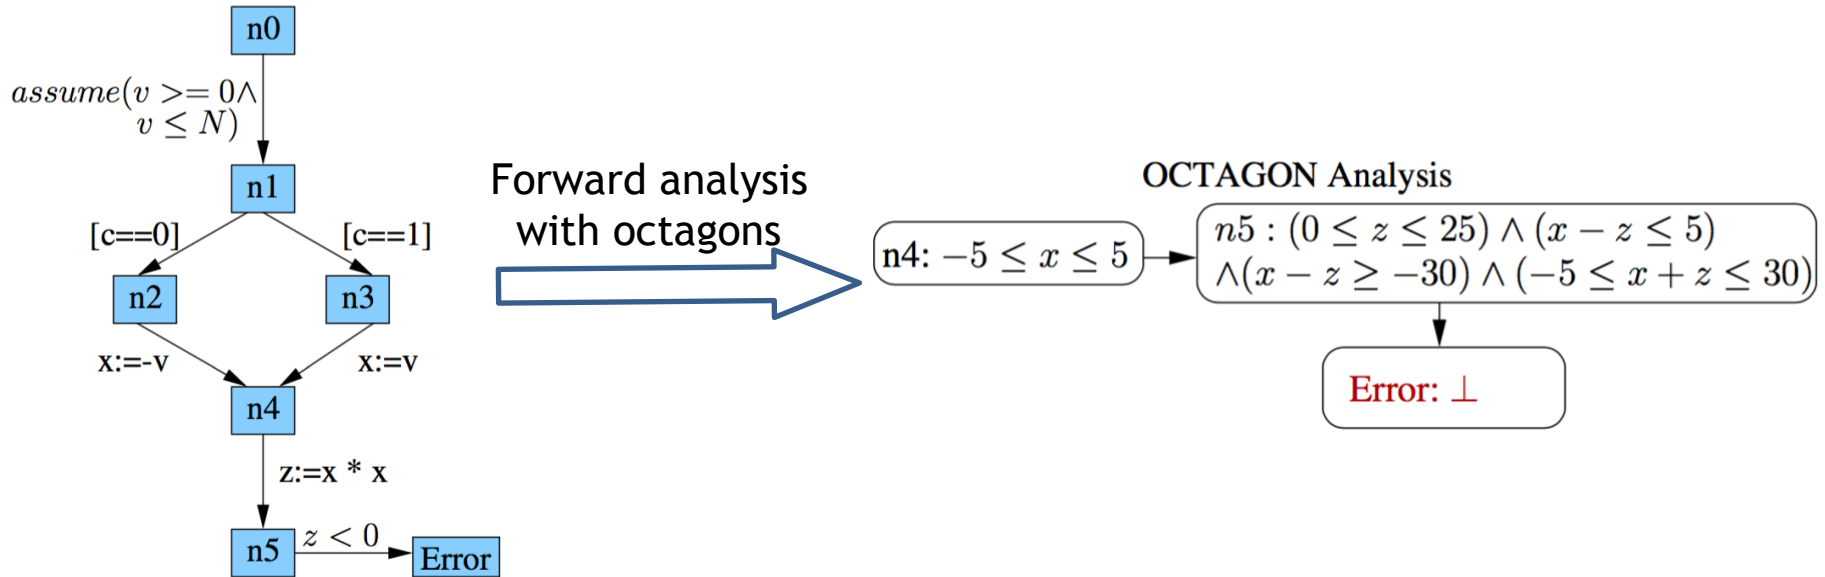 n0
assume(v >= 0∧
v ≤ N)
n1
[c==0]
[c==1]
n2
n3
x:=-v
x:=v
n4
z:=x * x
n5
z < 0
Error
Forward analysis
with octagons
OCTAGON Analysis
n4: −5 ≤ x ≤ 5
n5 : (0 ≤ z ≤ 25) ∧ (x − z ≤ 5)
∧(x − z ≥ −30) ∧ (−5 ≤ x + z ≤ 30)
Error: ⊥